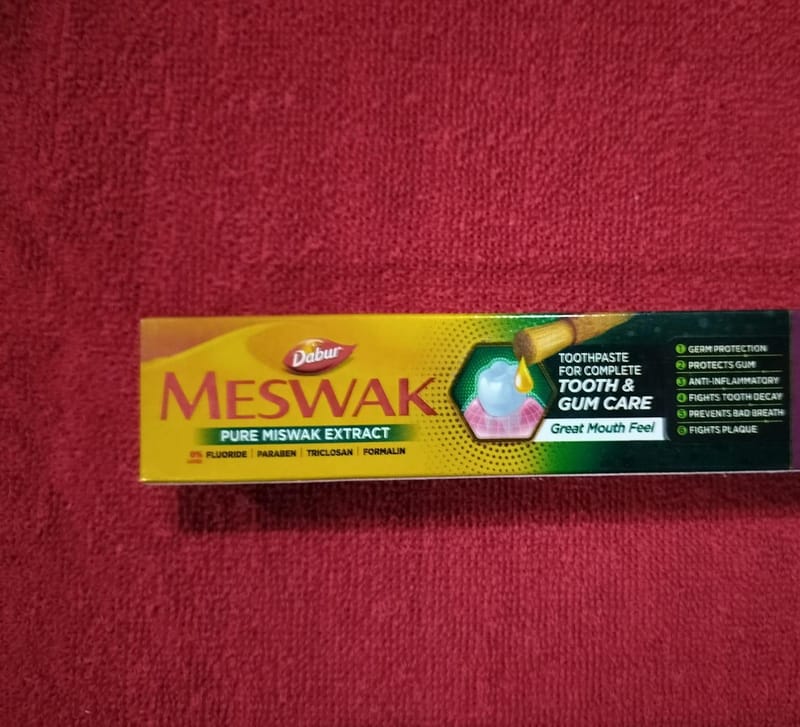 Dabur
MESWAK
PURE MISWAK EXTRACT
0% FLUORIDE | PARABEN | TRICLOSAN | FORMALIN
TOOTHPASTE
FOR COMPLETE
TOOTH &
GUM CARE
Great Mouth Feel
1 GERM PROTECTION
2 PROTECTS GUM
3 ANTI-INFLAMMATORY
4 FIGHTS TOOTH DECAY
5 PREVENTS BAD BREATH
6 FIGHTS PLAQUE